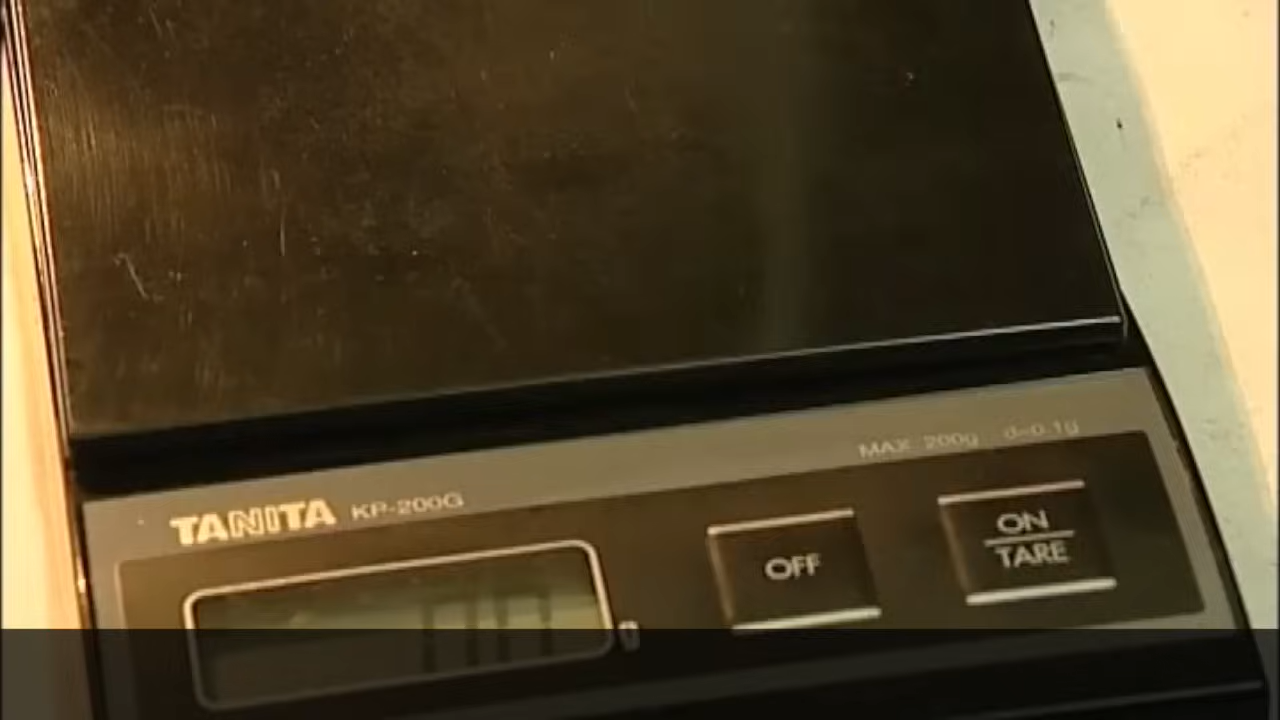 MAX 200g d=0.1g
TANITA KP-200G
OFF
ON
TARE
g